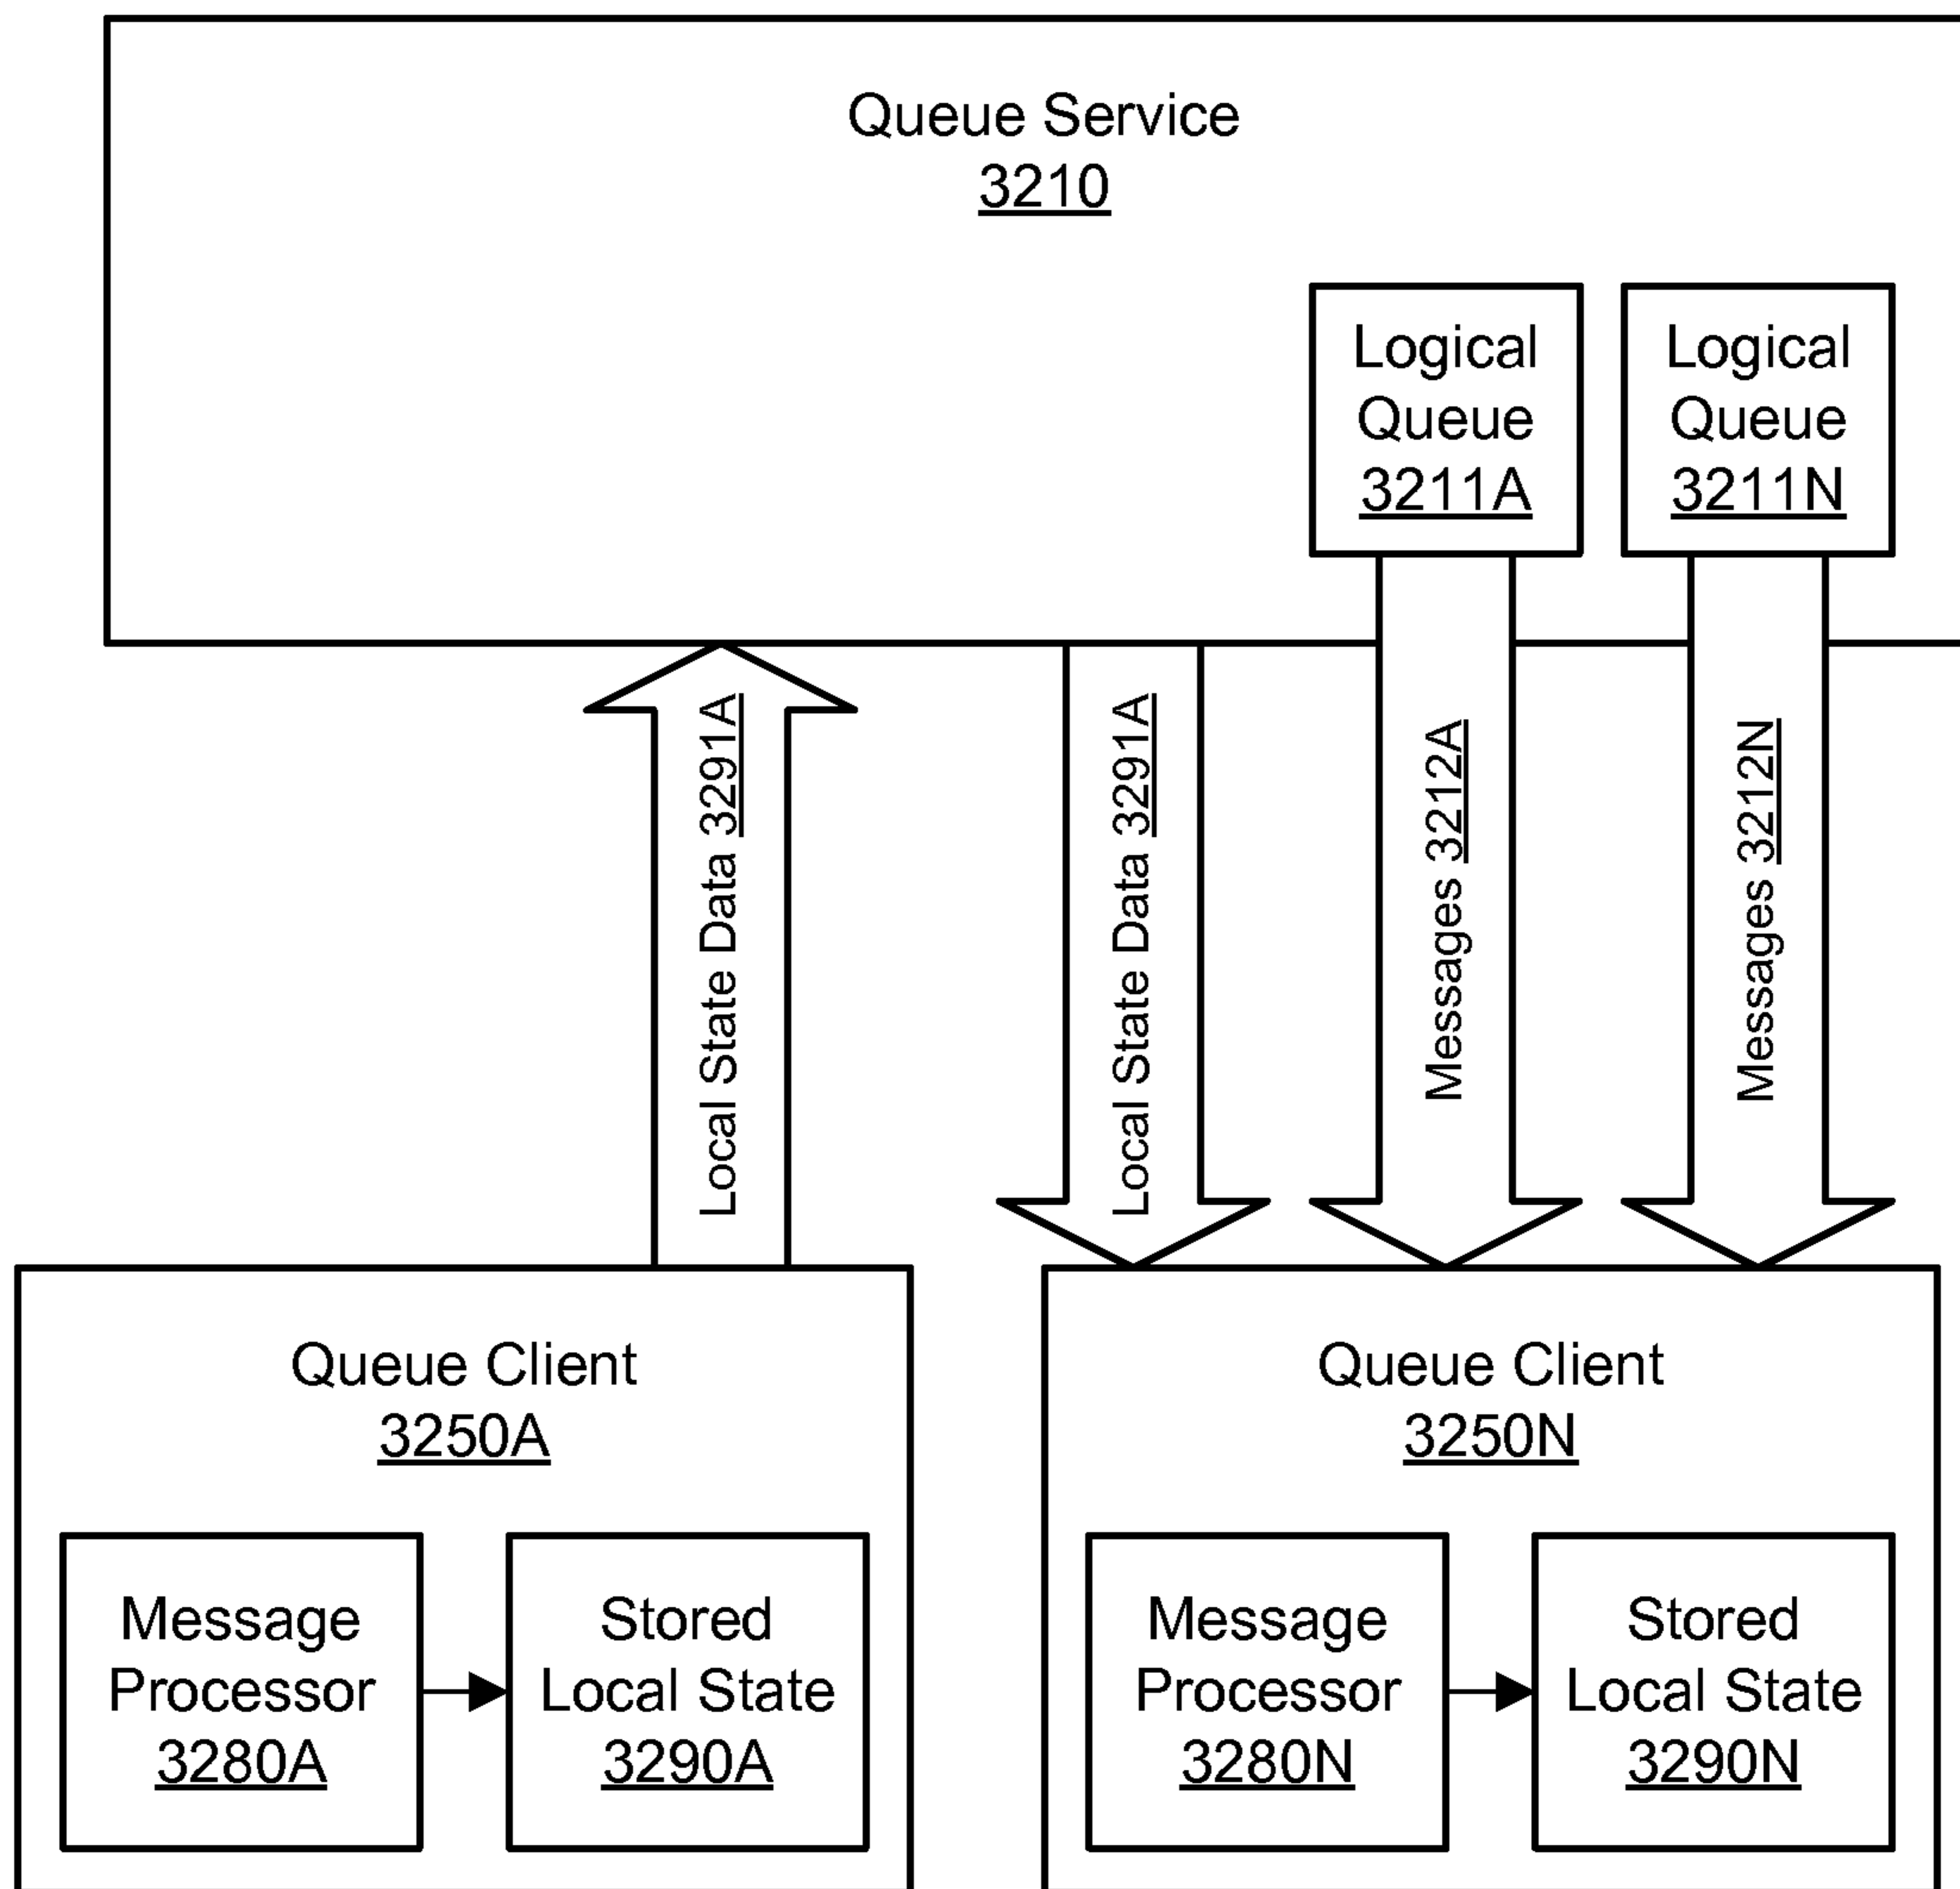 Queue Service
3210
Logical
Queue
3211A
Logical
Queue
3211N
Local State Data 3291A
Local State Data 3291A
Messages 3212A
Messages 3212N
Queue Client
3250A
Message
Processor
3280A
Stored
Local State
3290A
Queue Client
3250N
Message
Processor
3280N
Stored
Local State
3290N